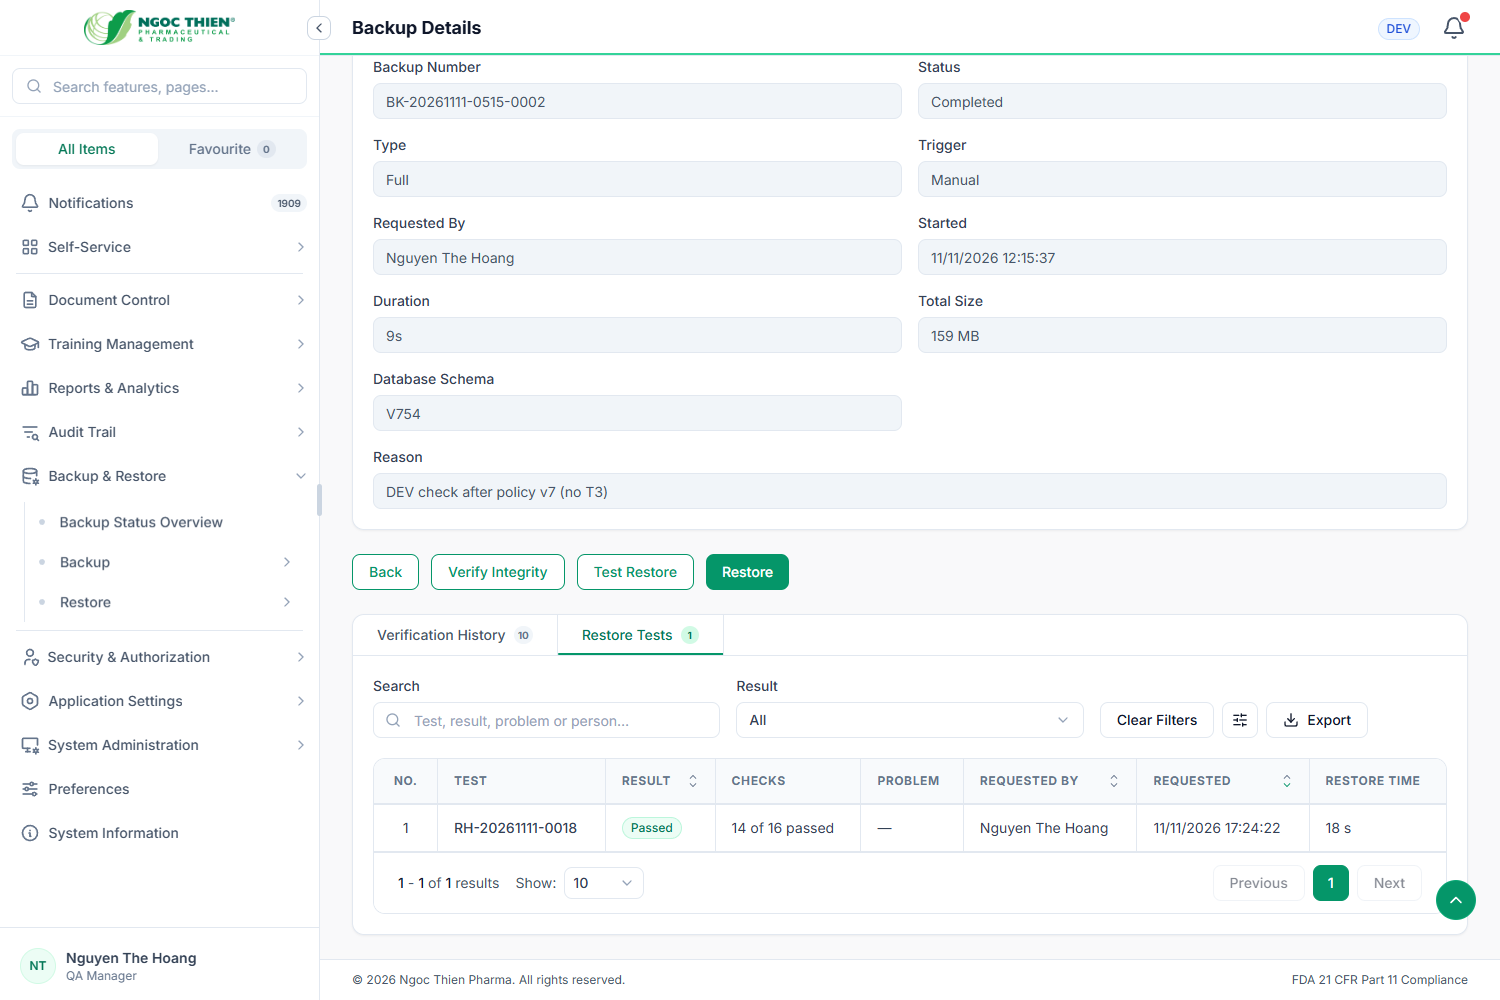 NGOC THIEN®
PHARMACEUTICAL
& TRADING
Backup Details
DEV
Search features, pages...
All Items
Favourite 0
Notifications 1909
Self-Service
Document Control
Training Management
Reports & Analytics
Audit Trail
Backup & Restore
Backup Status Overview
Backup
Restore
Security & Authorization
Application Settings
System Administration
Preferences
System Information
NT
Nguyen The Hoang
QA Manager
Backup Number
BK-20261111-0515-0002
Status
Completed
Type
Full
Trigger
Manual
Requested By
Nguyen The Hoang
Started
11/11/2026 12:15:37
Duration
9s
Total Size
159 MB
Database Schema
V754
Reason
DEV check after policy v7 (no T3)
Back
Verify Integrity
Test Restore
Restore
Verification History 10
Restore Tests 1
Search
Test, result, problem or person...
Result
All
Clear Filters
Export
NO. TEST RESULT CHECKS PROBLEM REQUESTED BY REQUESTED RESTORE TIME
1 RH-20261111-0018 Passed 14 of 16 passed — Nguyen The Hoang 11/11/2026 17:24:22 18 s
1 - 1 of 1 results Show: 10
Previous 1 Next
© 2026 Ngoc Thien Pharma. All rights reserved.
FDA 21 CFR Part 11 Compliance